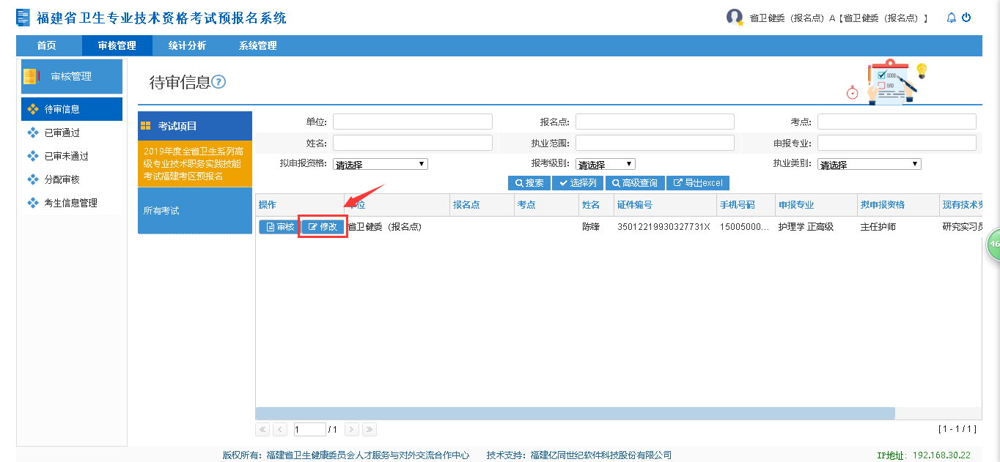 福建省卫生专业技术资格考试预报名系统
省卫健委（报名点）A【省卫健委（报名点）】
首页 审核管理 统计分析 系统管理
审核管理
待审信息
已审通过
已审未通过
分配审核
考生信息管理
待审信息
GOOD
BAD
考试项目
2019年度全省卫生系列高
级专业技术职务实践技能
考试福建考区预报名
所有考试
单位: 报名点: 考点:
姓名: 执业范围: 申报专业:
拟申报资格: 请选择 报考级别: 请选择 执业类别: 请选择
搜索 选择列 高级查询 导出excel
操作 位 报名点 考点 姓名 证件编号 手机号码 申报专业 拟申报资格 现有技术
审核 修改 省卫健委（报名点） 陈锋 35012219930327731X 15005000... 护理学 正高级 主任护师 研究实习员
1 / 1
[ 1 - 1 / 1 ]
版权所有：福建省卫生健康委员会人才服务与对外交流合作中心 技术支持：福建亿同世纪软件科技股份有限公司
IP地址: 192.168.30.22
46